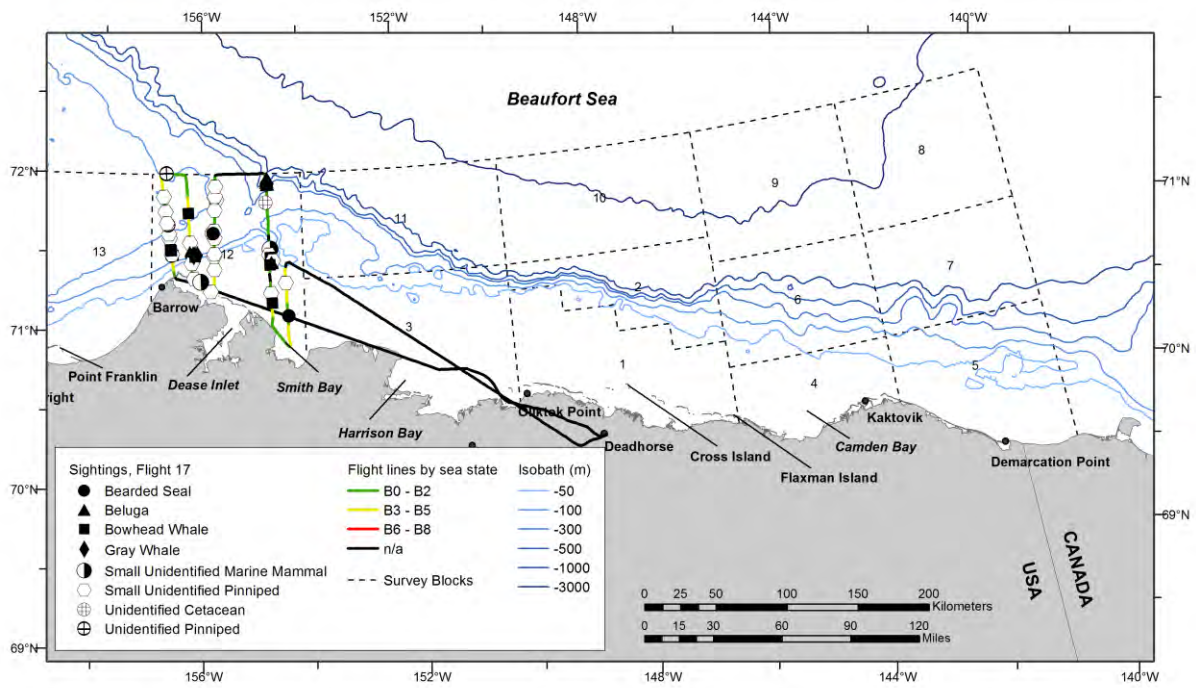 156°W 152°W 148°W 144°W 140°W
Beaufort Sea
72°N
71°N
8
9
10
11
13
12
7
2
6
Barrow
71°N
3
70°N
Point Franklin
1
5
Dease Inlet
Smith Bay
4
right
Oliktok Point
Kaktovik
Harrison Bay
Deadhorse
Camden Bay
Cross Island
Demarcation Point
Flaxman Island
70°N
69°N
Sightings, Flight 17
Bearded Seal
Beluga
Bowhead Whale
Gray Whale
Small Unidentified Marine Mammal
Small Unidentified Pinniped
Unidentified Cetacean
Unidentified Pinniped
Flight lines by sea state
B0 - B2
B3 - B5
B6 - B8
n/a
Survey Blocks
Isobath (m)
-50
-100
-300
-500
-1000
-3000
USA
CANADA
0 25 50 100 150 200
Kilometers
0 15 30 60 90 120
Miles
69°N
156°W 152°W 148°W 144°W 140°W